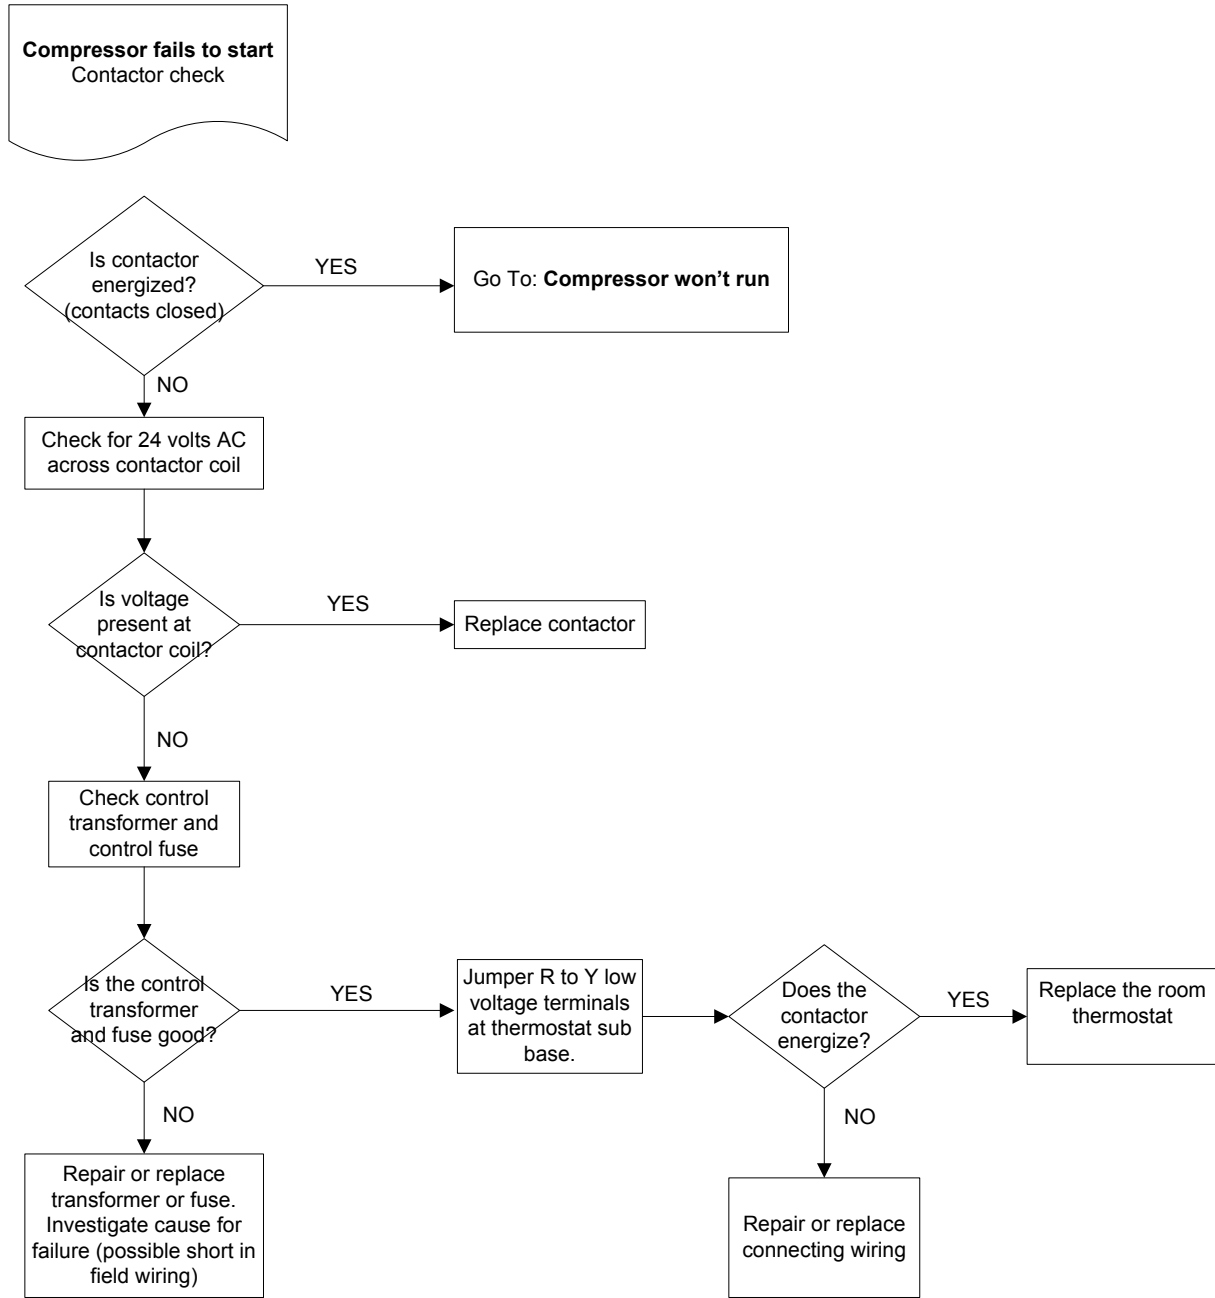 Compressor fails to start
Contactor check
Is contactor
energized?
(contacts closed)
YES
Go To: Compressor won’t run
NO
Check for 24 volts AC
across contactor coil
Is voltage
present at
contactor coil?
YES
Replace contactor
NO
Check control
transformer and
control fuse
Is the control
transformer
and fuse good?
YES
Jumper R to Y low
voltage terminals
at thermostat sub
base.
Does the
contactor
energize?
YES
Replace the room
thermostat
NO
Repair or replace
transformer or fuse.
Investigate cause for
failure (possible short in
field wiring)
NO
Repair or replace
connecting wiring